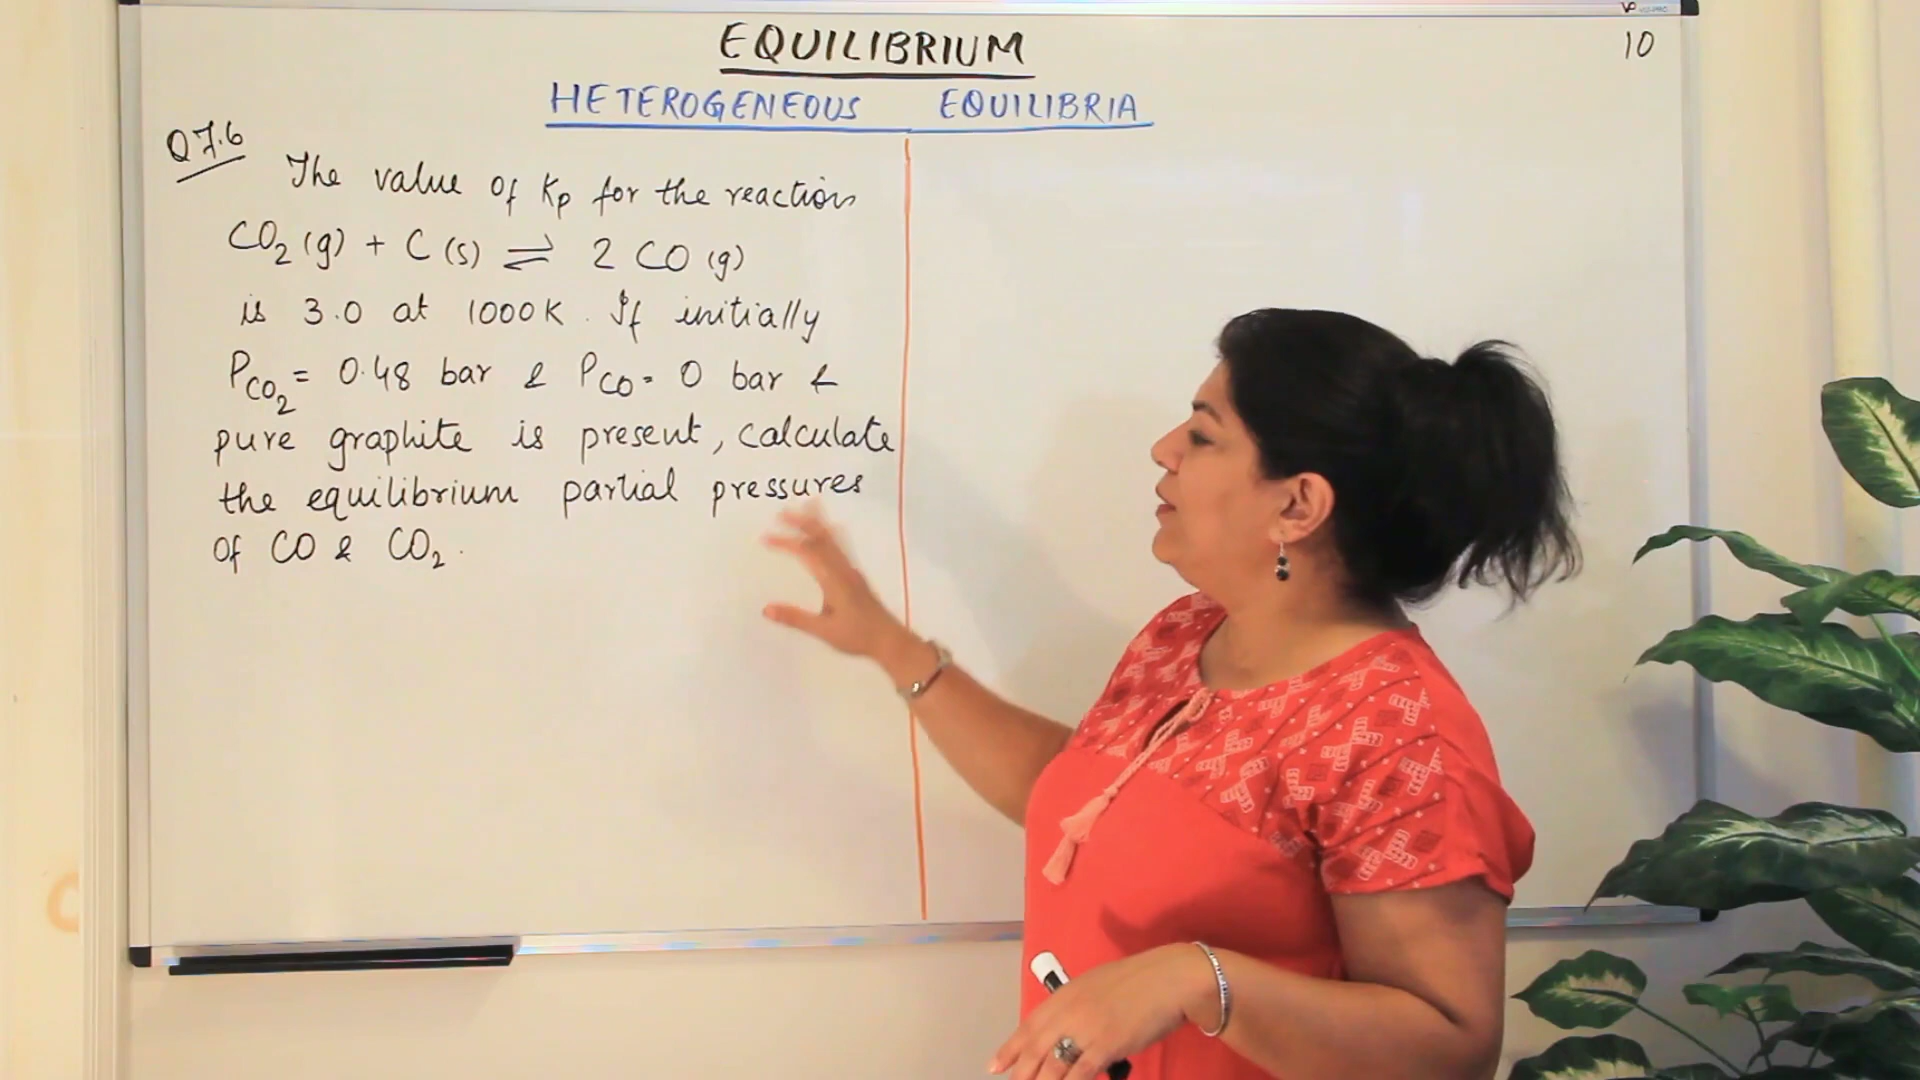 EQUILIBRIUM
10
HETEROGENEOUS EQUILIBRIA
Q 7.6
The value of Kp for the reaction
CO₂ (g) + C (s) ⇌ 2 CO (g)
is 3.0 at 1000K. If initially
P_CO₂ = 0.48 bar & P_CO = 0 bar &
pure graphite is present, calculate
the equilibrium partial pressures
of CO & CO₂.